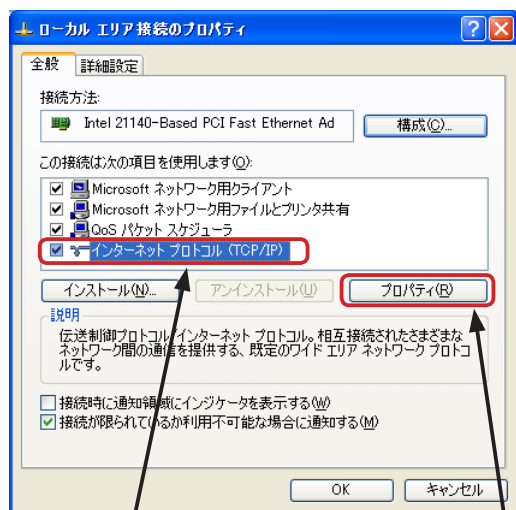 ローカル エリア接続のプロパティ
全般 詳細設定
接続方法:
Intel 21140-Based PCI Fast Ethernet Ad 構成(C)...
この接続は次の項目を使用します(O):
Microsoft ネットワーク用クライアント
Microsoft ネットワーク用ファイルとプリンタ共有
QoS パケット スケジューラ
インターネット プロトコル (TCP/IP)
インストール(N)... アンインストール(U) プロパティ(R)
説明
伝送制御プロトコル/インターネット プロトコル。相互接続されたさまざまな
ネットワーク間の通信を提供する、既定のワイド エリア ネットワーク プロトコ
ルです。
接続時に通知領域にインジケータを表示する(W)
接続が限られているか利用不可能な場合に通知する(M)
OK キャンセル